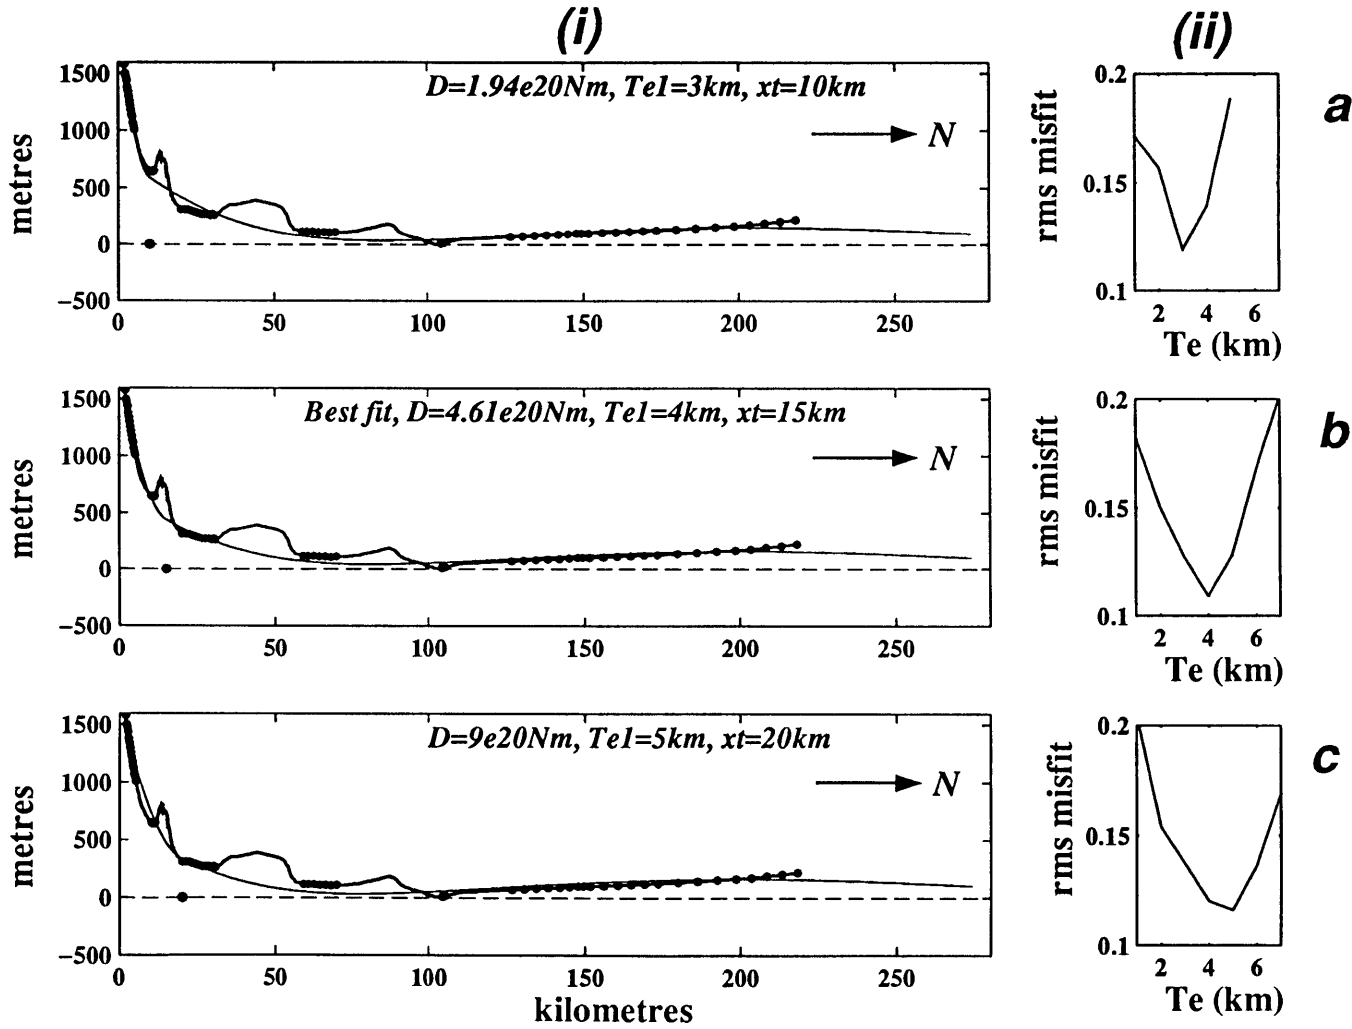 (i)
(ii)
D=1.94e20Nm, Te1=3km, xt=10km
N
metres
1500
1000
500
0
−500
0 50 100 150 200 250
rms misfit
0.2
0.15
0.1
2 4 6
Te (km)
a
Best fit, D=4.61e20Nm, Te1=4km, xt=15km
N
metres
1500
1000
500
0
−500
0 50 100 150 200 250
rms misfit
0.2
0.15
0.1
2 4 6
Te (km)
b
D=9e20Nm, Te1=5km, xt=20km
N
metres
1500
1000
500
0
−500
0 50 100 150 200 250
kilometres
rms misfit
0.2
0.15
0.1
2 4 6
Te (km)
c